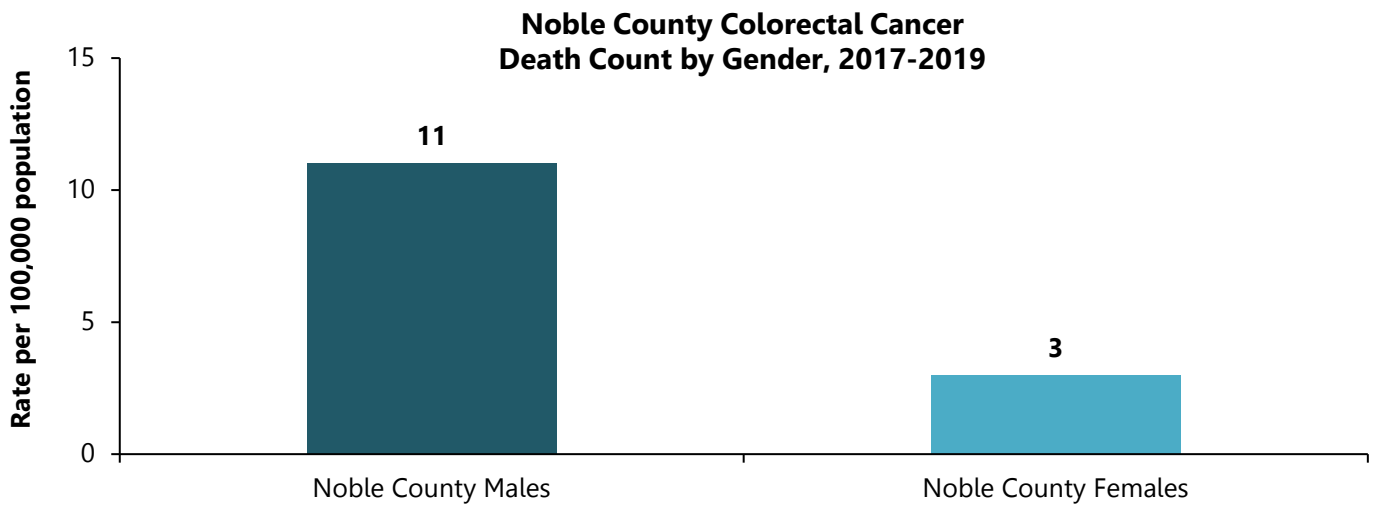 Noble County Colorectal Cancer
Death Count by Gender, 2017-2019
Rate per 100,000 population
15
10
5
0
11
3
Noble County Males
Noble County Females